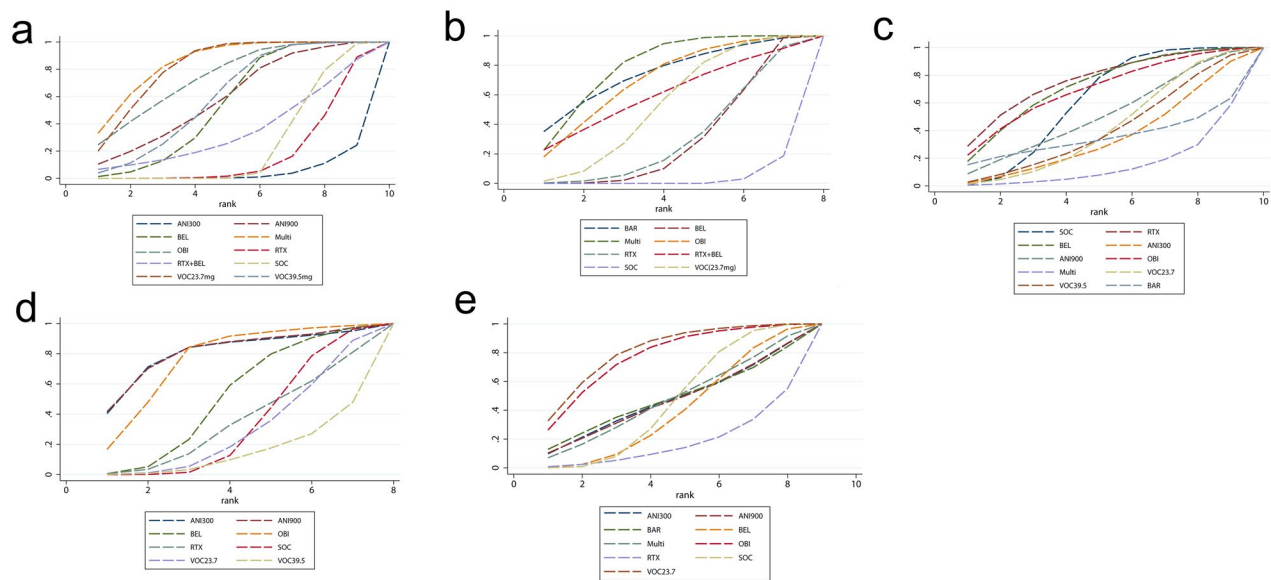 a
1
.8
.6
.4
.2
0
0 2 4 6 8 10
rank
ANI300 ANI900
BEL Multi
OBI RTX
RTX+BEL SOC
VOC23.7mg VOC39.5mg
b
1
.8
.6
.4
.2
0
0 2 4 6 8
rank
BAR BEL
Multi OBI
RTX RTX+BEL
SOC VOC(23.7mg)
c
1
.8
.6
.4
.2
0
0 2 4 6 8 10
rank
SOC RTX
BEL ANI300
ANI900 OBI
Multi VOC23.7
VOC39.5 BAR
d
1
.8
.6
.4
.2
0
0 2 4 6 8
rank
ANI300 ANI900
BEL OBI
RTX SOC
VOC23.7 VOC39.5
e
1
.8
.6
.4
.2
0
0 2 4 6 8 10
rank
ANI300 ANI900
BAR BEL
Multi OBI
RTX SOC
VOC23.7